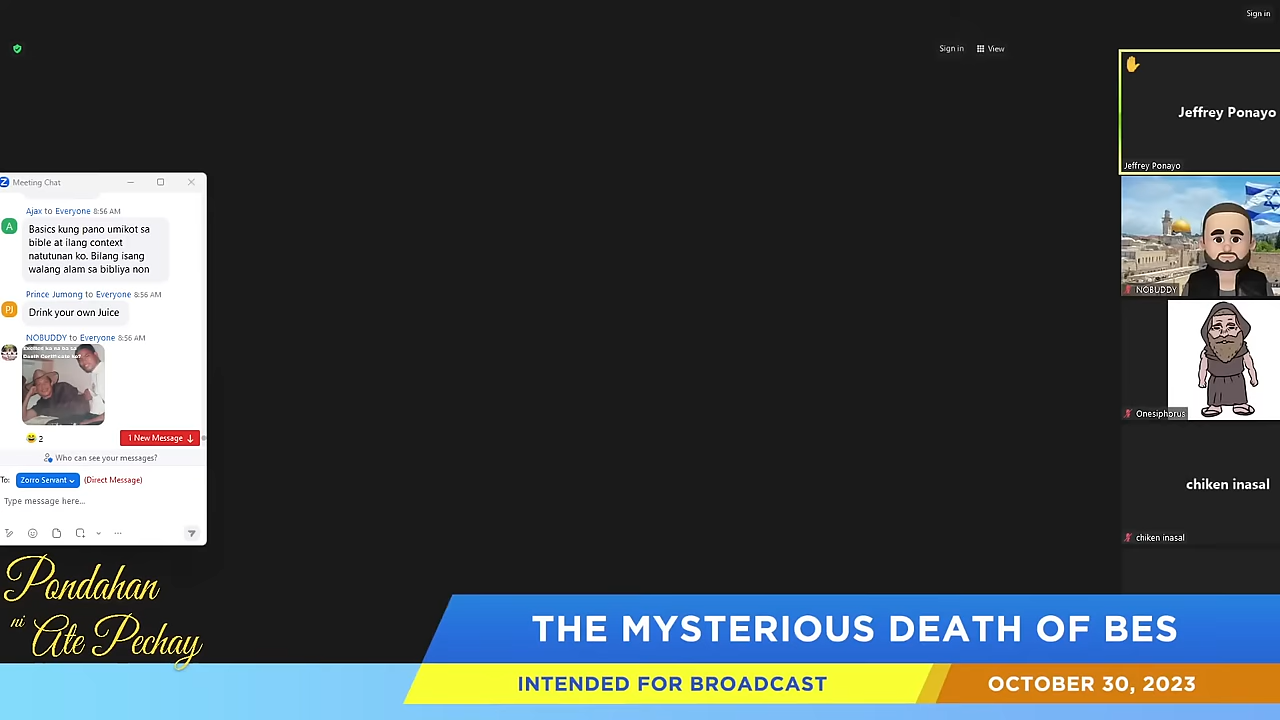 Sign in
Sign in
View
Jeffrey Ponayo
Jeffrey Ponayo
NOBUDDY
Onesiphorus
chiken inasal
chiken inasal
Meeting Chat
Ajax to Everyone 8:56 AM
A
Basics kung pano umikot sa
bible at ilang context
natutunan ko. Bilang isang
walang alam sa bibliya non
Prince Jumong to Everyone 8:56 AM
PJ
Drink your own Juice
NOBUDDY to Everyone 8:56 AM
Death Certificate ko?
2
1 New Message
Who can see your messages?
To: Zorro Servant (Direct Message)
Type message here...
Pondahan
ni Ate Pechay
THE MYSTERIOUS DEATH OF BES
INTENDED FOR BROADCAST
OCTOBER 30, 2023